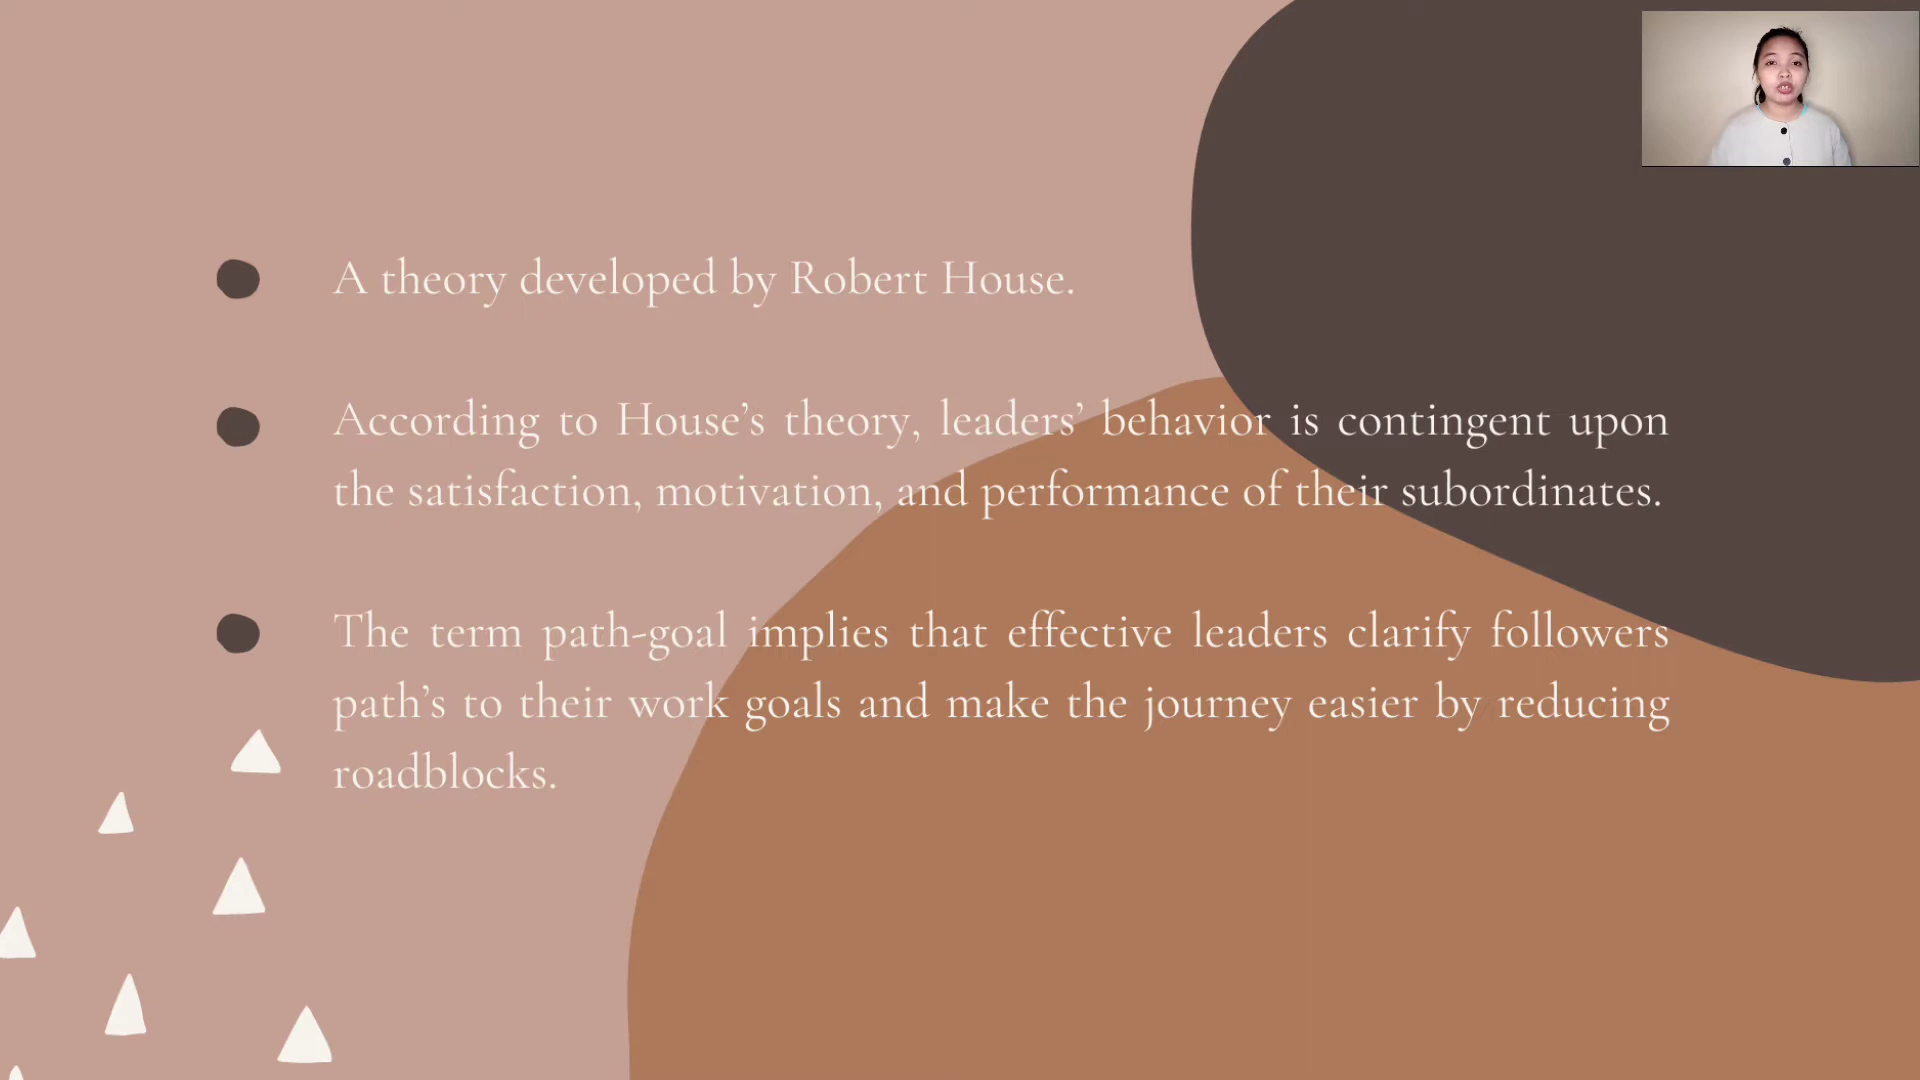 A theory developed by Robert House.
According to House’s theory, leaders’ behavior is contingent upon
the satisfaction, motivation, and performance of their subordinates.
The term path-goal implies that effective leaders clarify followers
path’s to their work goals and make the journey easier by reducing
roadblocks.